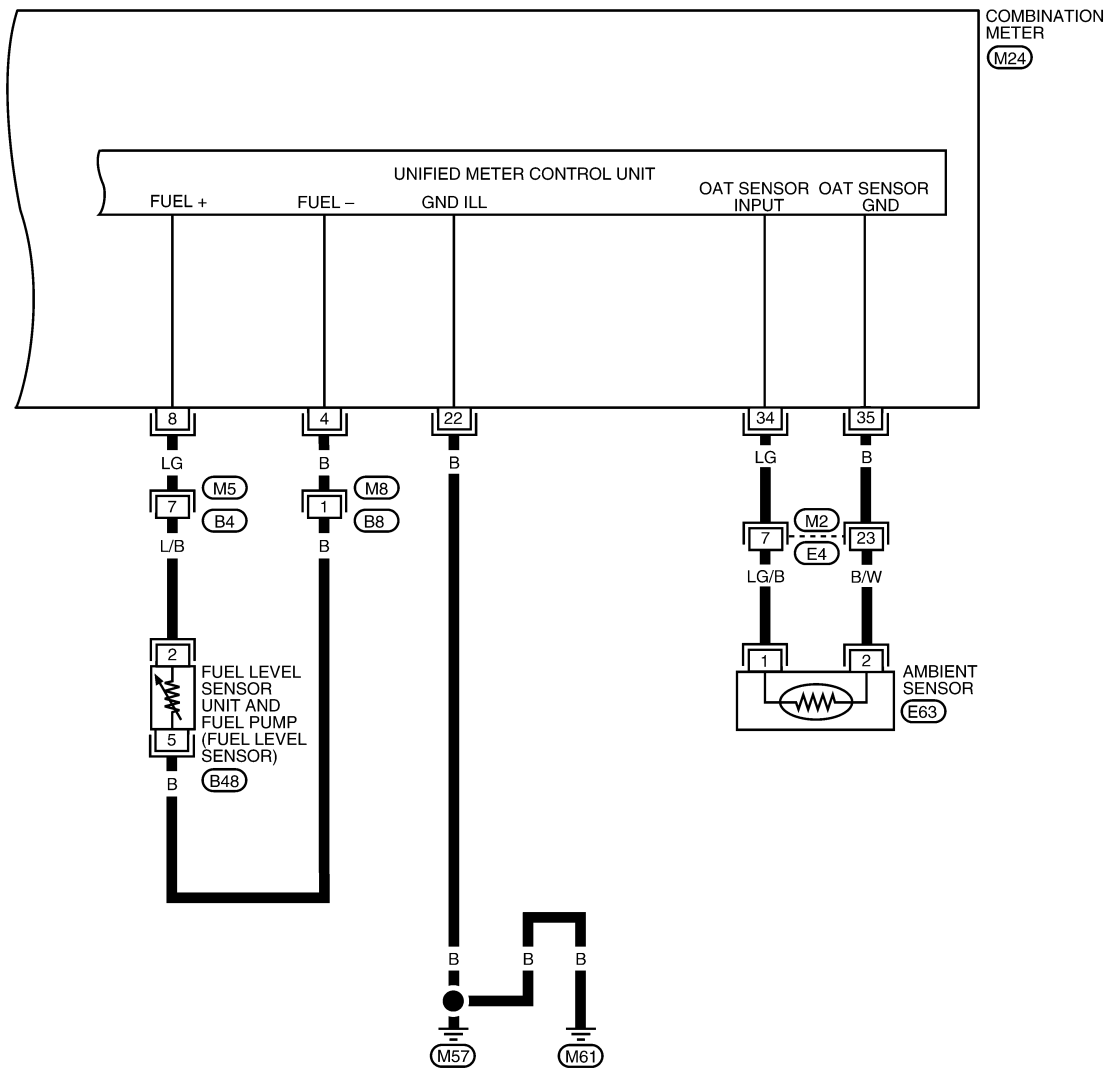 COMBINATION
METER
M24
UNIFIED METER CONTROL UNIT
FUEL +
FUEL –
GND ILL
OAT SENSOR
INPUT
OAT SENSOR
GND
8
4
22
34
35
LG
B
B
LG
B
7
M5
B4
1
M8
B8
7
M2
E4
23
L/B
B
LG/B
B/W
2
FUEL LEVEL
SENSOR
UNIT AND
FUEL PUMP
(FUEL LEVEL
SENSOR)
5
B48
B
1
2
AMBIENT
SENSOR
E63
B
B
B
M57
M61